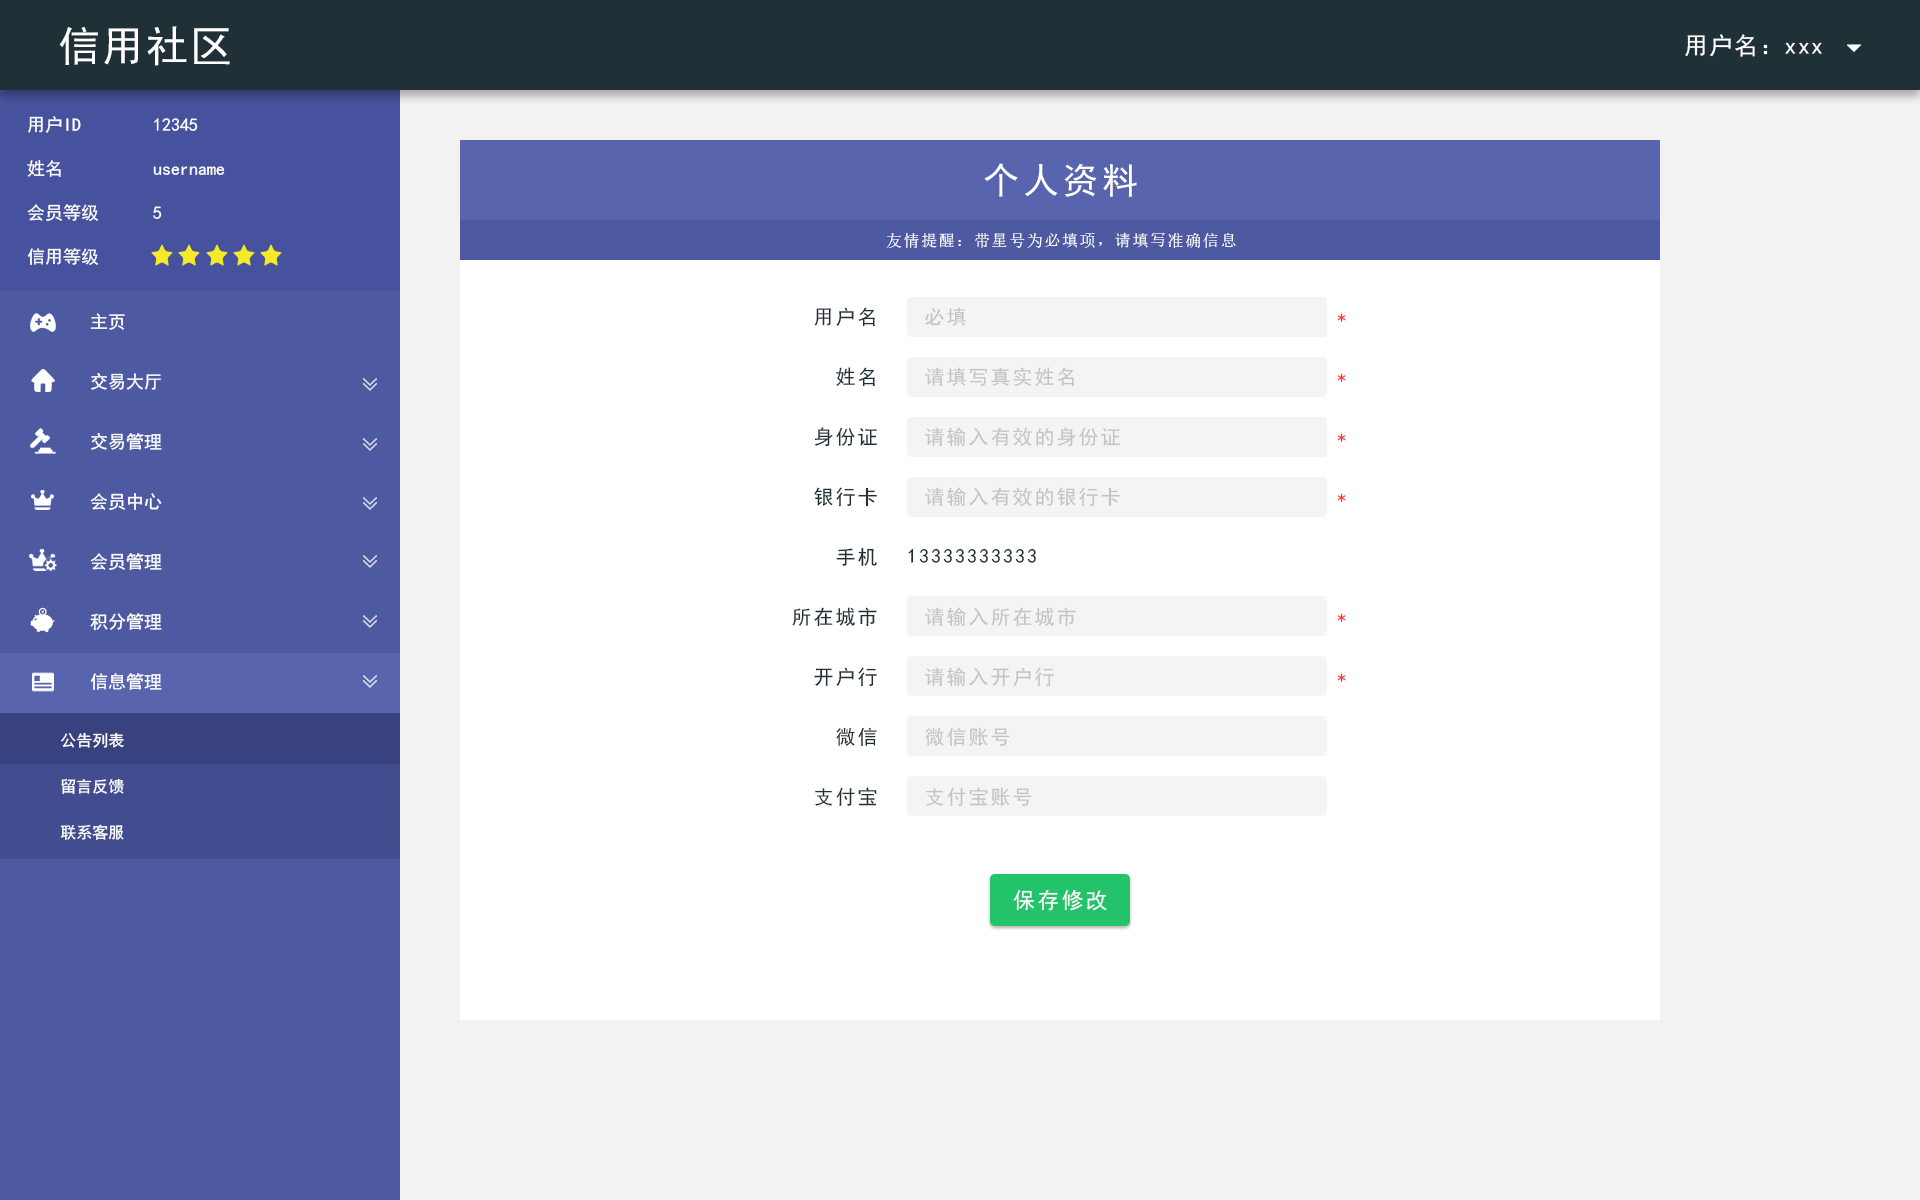 信用社区
用户名：xxx
用户ID 12345
姓名 username
会员等级 5
信用等级
主页
交易大厅
交易管理
会员中心
会员管理
积分管理
信息管理
公告列表
留言反馈
联系客服
个人资料
友情提醒：带星号为必填项，请填写准确信息
用户名 必填 *
姓名 请填写真实姓名 *
身份证 请输入有效的身份证 *
银行卡 请输入有效的银行卡 *
手机 13333333333
所在城市 请输入所在城市 *
开户行 请输入开户行 *
微信 微信账号
支付宝 支付宝账号
保存修改